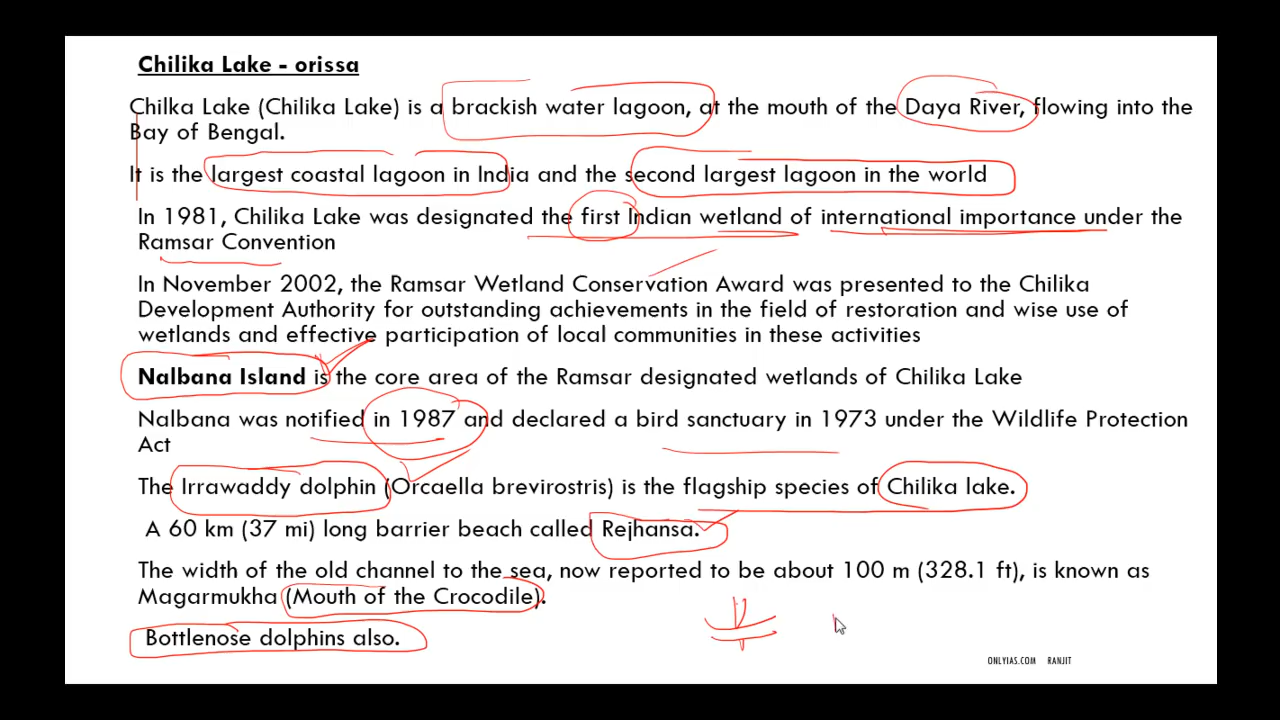 Chilika Lake - orissa
Chilka Lake (Chilika Lake) is a brackish water lagoon, at the mouth of the Daya River, flowing into the
Bay of Bengal.
It is the largest coastal lagoon in India and the second largest lagoon in the world
In 1981, Chilika Lake was designated the first Indian wetland of international importance under the
Ramsar Convention
In November 2002, the Ramsar Wetland Conservation Award was presented to the Chilika
Development Authority for outstanding achievements in the field of restoration and wise use of
wetlands and effective participation of local communities in these activities
Nalbana Island is the core area of the Ramsar designated wetlands of Chilika Lake
Nalbana was notified in 1987 and declared a bird sanctuary in 1973 under the Wildlife Protection
Act
The Irrawaddy dolphin (Orcaella brevirostris) is the flagship species of Chilika lake.
A 60 km (37 mi) long barrier beach called Rejhansa.
The width of the old channel to the sea, now reported to be about 100 m (328.1 ft), is known as
Magarmukha (Mouth of the Crocodile).
Bottlenose dolphins also.
ONLYIAS.COM RANJIT